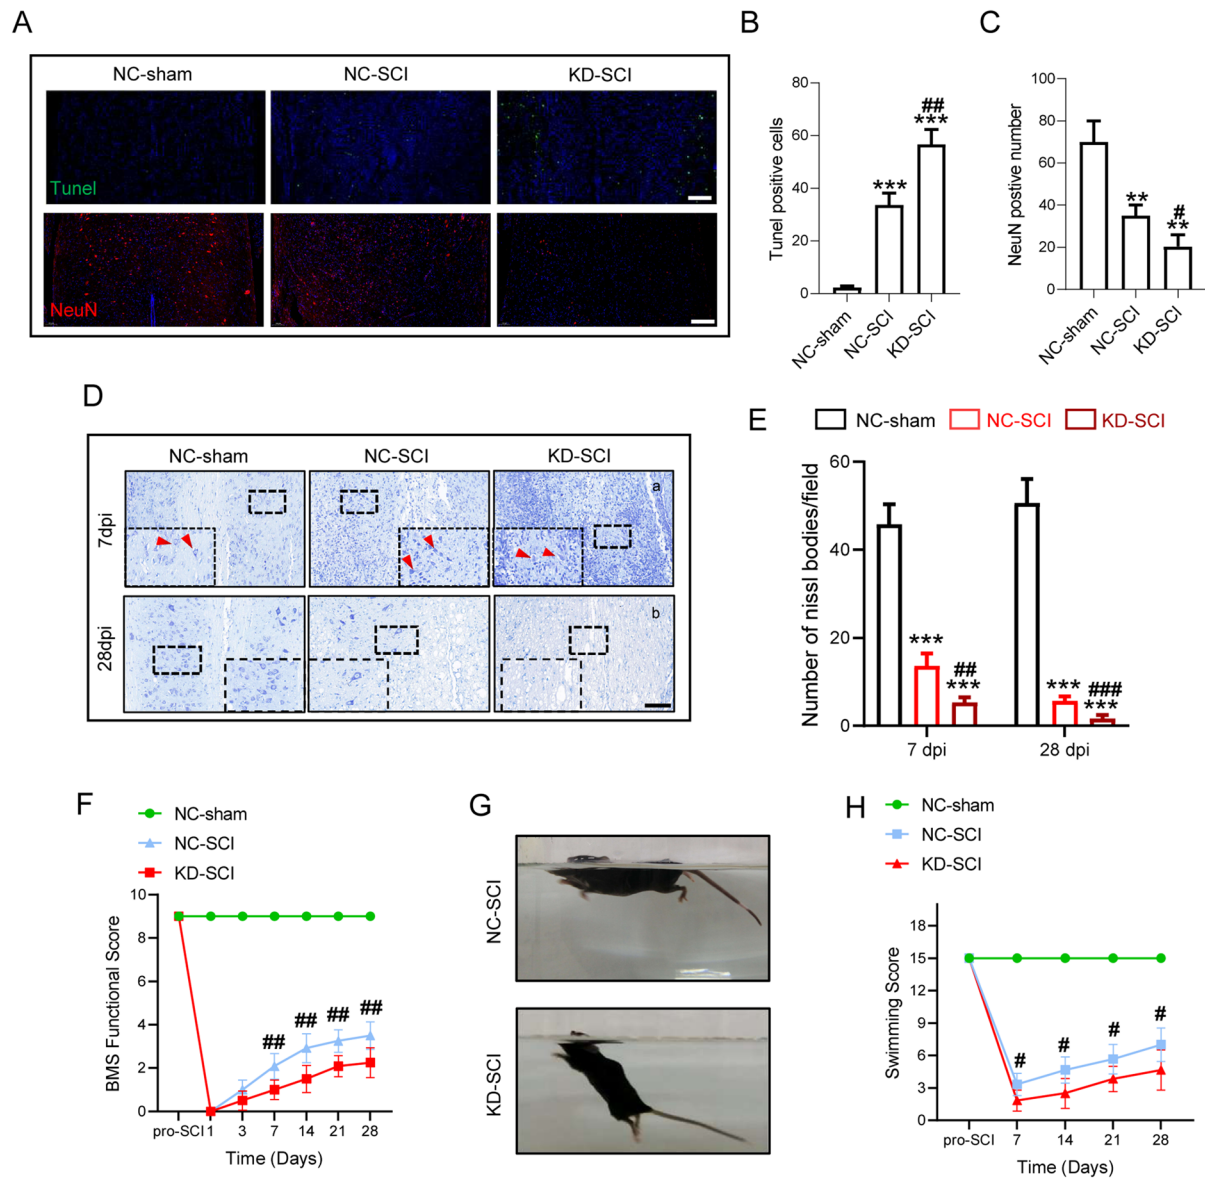 A
NC-sham NC-SCI KD-SCI
Tunel
NeuN
B
Tunel positive cells
80
60
40
20
0
***
##
***
NC-sham
NC-SCI
KD-SCI
C
NeuN postive number
100
80
60
40
20
0
**
#
**
NC-sham
NC-SCI
KD-SCI
D
NC-sham NC-SCI KD-SCI
7dpi
a
28dpi
b
E
NC-sham NC-SCI KD-SCI
Number of nissl bodies/field
60
40
20
0
***
##
***
***
###
***
7 dpi 28 dpi
F
NC-sham
NC-SCI
KD-SCI
BMS Functional Score
10
8
6
4
2
0
## ## ## ##
pro-SCI 1 3 7 14 21 28
Time (Days)
G
NC-SCI
KD-SCI
H
NC-sham
NC-SCI
KD-SCI
Swimming Score
18
15
12
9
6
3
0
# # # #
pro-SCI 7 14 21 28
Time (Days)